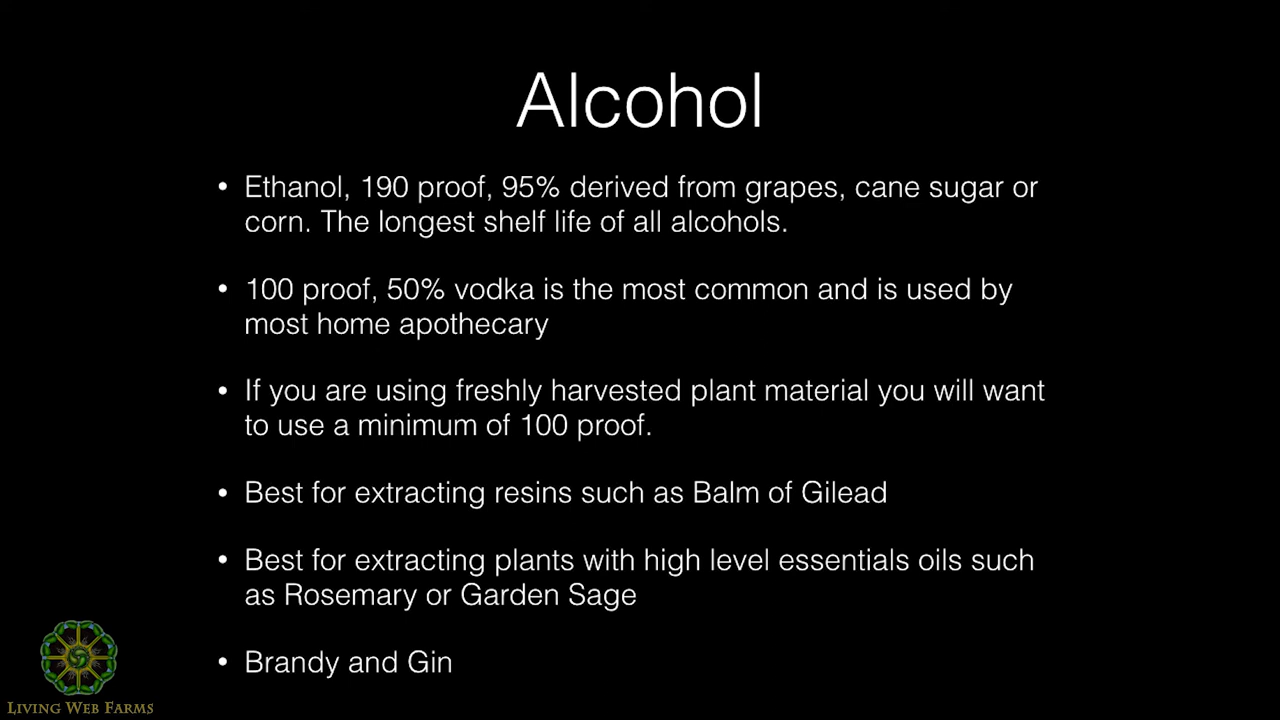 Alcohol
• Ethanol, 190 proof, 95% derived from grapes, cane sugar or
corn. The longest shelf life of all alcohols.
• 100 proof, 50% vodka is the most common and is used by
most home apothecary
• If you are using freshly harvested plant material you will want
to use a minimum of 100 proof.
• Best for extracting resins such as Balm of Gilead
• Best for extracting plants with high level essentials oils such
as Rosemary or Garden Sage
• Brandy and Gin
LIVING WEB FARMS